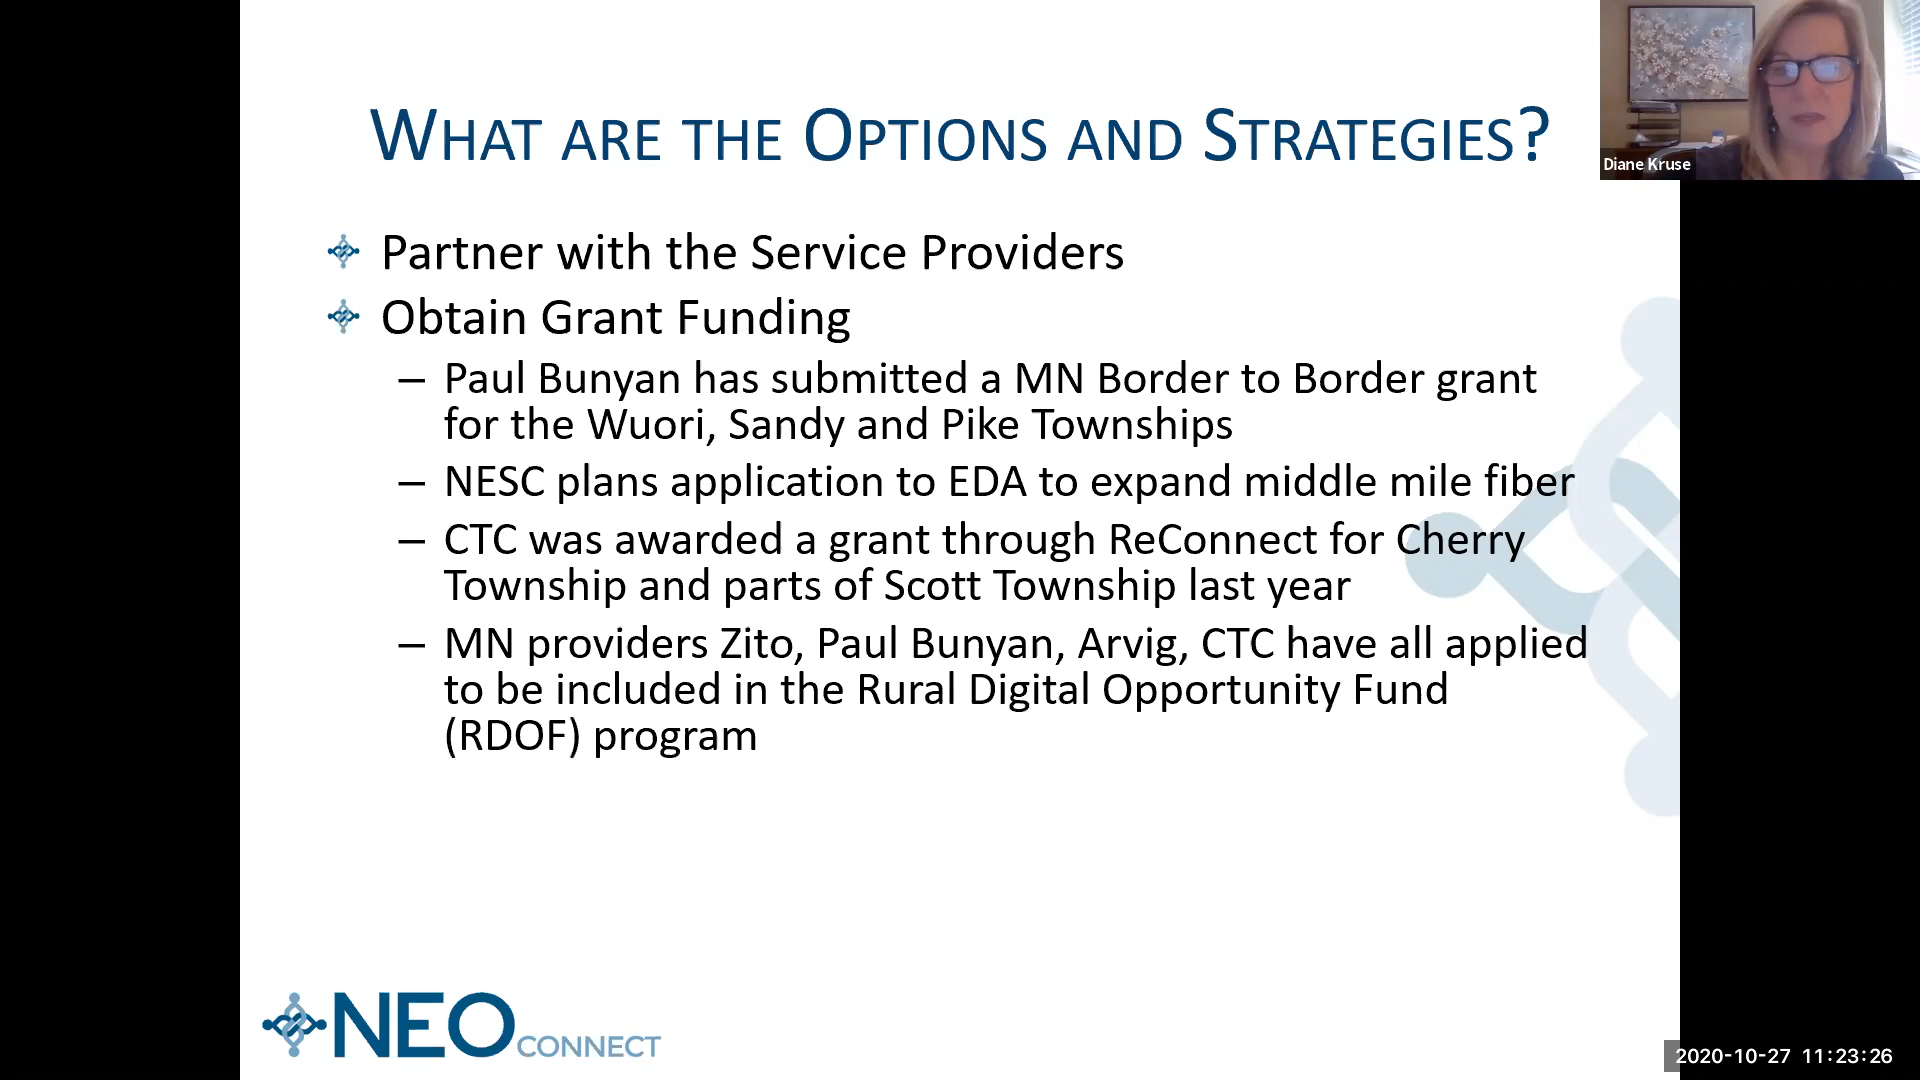 What are the Options and Strategies?
Diane Kruse
Partner with the Service Providers
Obtain Grant Funding
– Paul Bunyan has submitted a MN Border to Border grant
for the Wuori, Sandy and Pike Townships
– NESC plans application to EDA to expand middle mile fiber
– CTC was awarded a grant through ReConnect for Cherry
Township and parts of Scott Township last year
– MN providers Zito, Paul Bunyan, Arvig, CTC have all applied
to be included in the Rural Digital Opportunity Fund
(RDOF) program
NEO CONNECT
2020-10-27 11:23:26